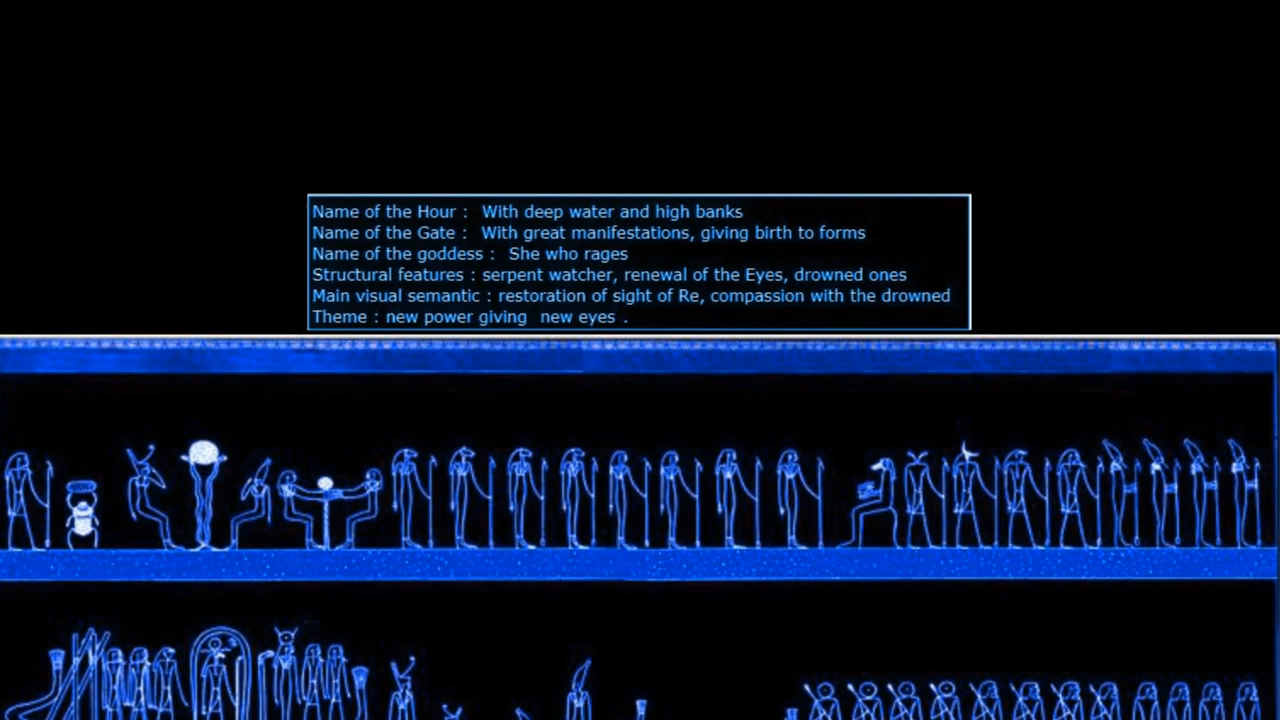 Name of the Hour : With deep water and high banks
Name of the Gate : With great manifestations, giving birth to forms
Name of the goddess : She who rages
Structural features : serpent watcher, renewal of the Eyes, drowned ones
Main visual semantic : restoration of sight of Re, compassion with the drowned
Theme : new power giving new eyes .